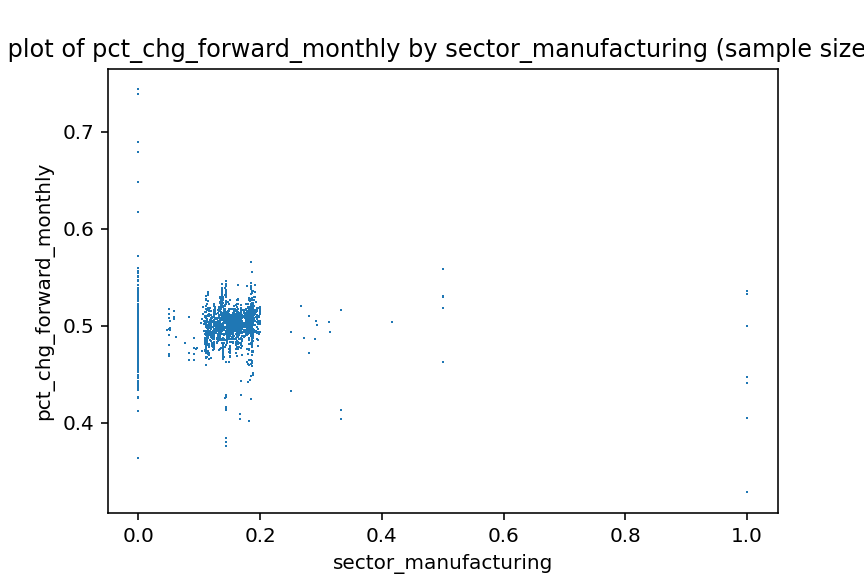 plot of pct_chg_forward_monthly by sector_manufacturing (sample size
0.7
0.6
0.5
0.4
pct_chg_forward_monthly
0.0 0.2 0.4 0.6 0.8 1.0
sector_manufacturing